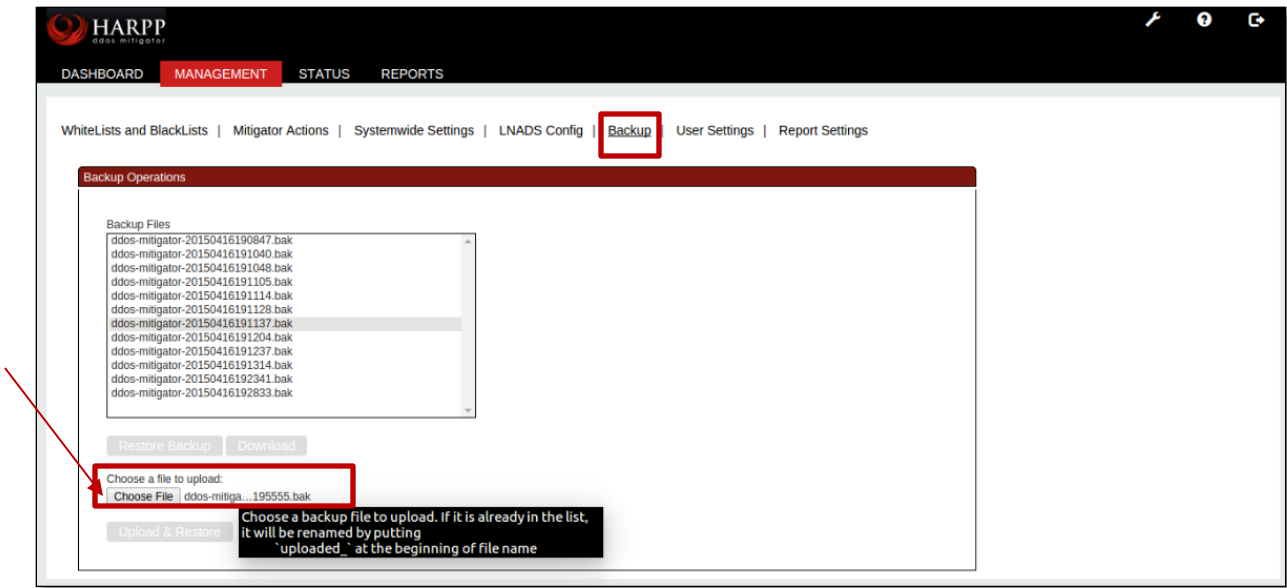 HARPP
ddos mitigator
DASHBOARD MANAGEMENT STATUS REPORTS
WhiteLists and BlackLists | Mitigator Actions | Systemwide Settings | LNADS Config | Backup | User Settings | Report Settings
Backup Operations
Backup Files
ddos-mitigator-20150416190847.bak
ddos-mitigator-20150416191040.bak
ddos-mitigator-20150416191048.bak
ddos-mitigator-20150416191105.bak
ddos-mitigator-20150416191114.bak
ddos-mitigator-20150416191128.bak
ddos-mitigator-20150416191137.bak
ddos-mitigator-20150416191204.bak
ddos-mitigator-20150416191237.bak
ddos-mitigator-20150416191314.bak
ddos-mitigator-20150416192341.bak
ddos-mitigator-20150416192833.bak
Restore Backup Download
Choose a file to upload:
Choose File ddos-mitiga...195555.bak
Upload & Restore
Choose a backup file to upload. If it is already in the list,
it will be renamed by putting
`uploaded_` at the beginning of file name